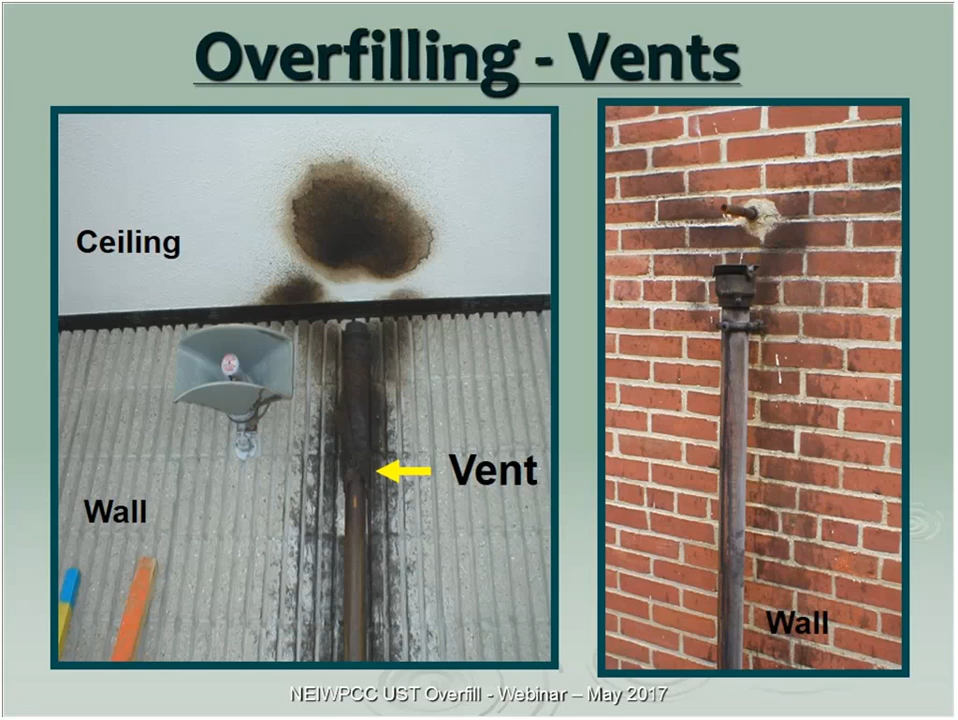 Overfilling - Vents
Ceiling
Vent
Wall
Wall
NEIWPCC UST Overfill - Webinar – May 2017